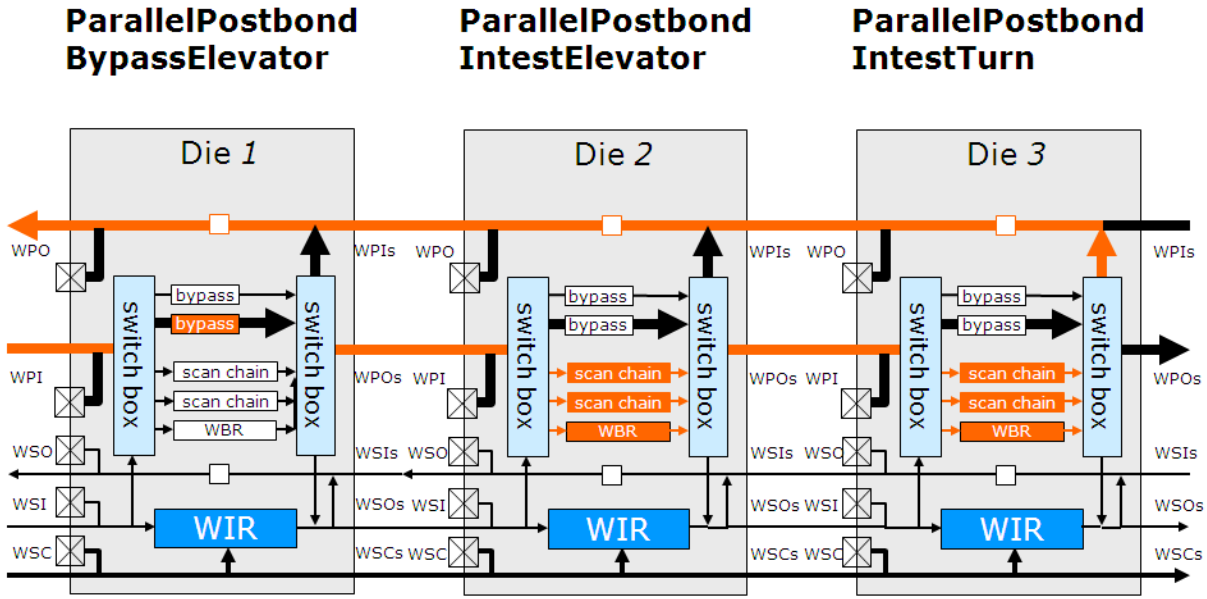 ParallelPostbond
BypassElevator
ParallelPostbond
IntestElevator
ParallelPostbond
IntestTurn
Die 1
Die 2
Die 3
WPO
WPIs
WPO
WPIs
WPO
WPIs
switch box
bypass
bypass
scan chain
scan chain
WBR
switch box
switch box
bypass
bypass
scan chain
scan chain
WBR
switch box
switch box
bypass
bypass
scan chain
scan chain
WBR
switch box
WPI
WPOs
WPI
WPOs
WPI
WPOs
WSO
WSIs
WSO
WSIs
WSO
WSIs
WSI
WSOs
WSI
WSOs
WSI
WSOs
WIR
WIR
WIR
WSC
WSCs
WSC
WSCs
WSC
WSCs